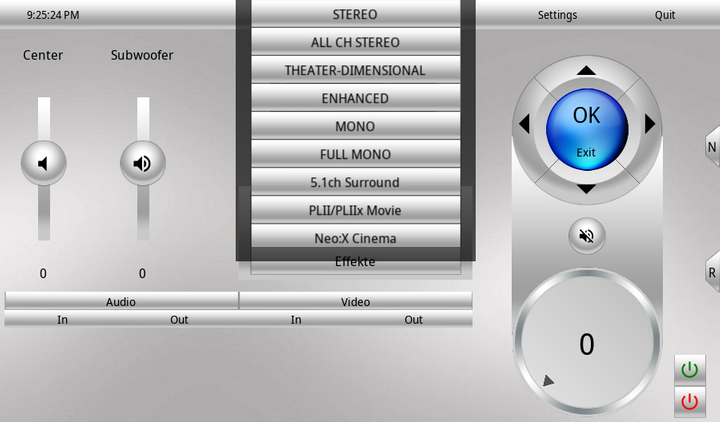 9:25:24 PM
Settings
Quit
STEREO
ALL CH STEREO
THEATER-DIMENSIONAL
ENHANCED
MONO
FULL MONO
5.1ch Surround
PLII/PLIIx Movie
Neo:X Cinema
Effekte
Center
Subwoofer
0
0
Audio
Video
In
Out
In
Out
OK
Exit
N
R
0